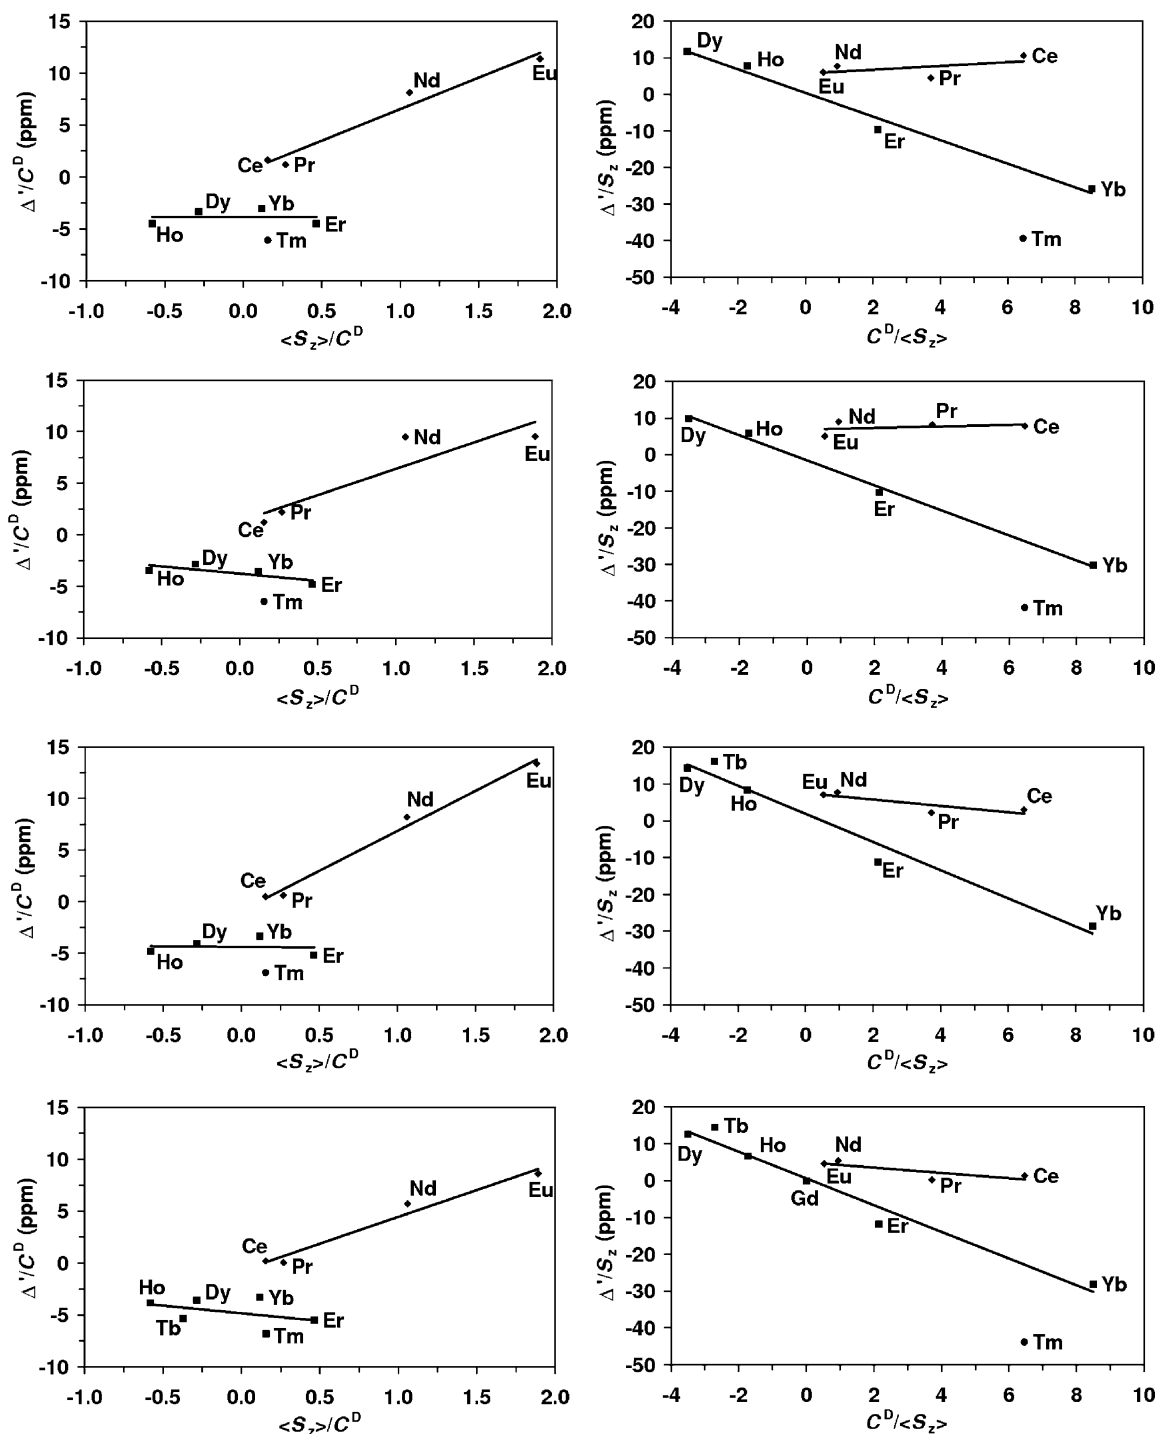 15
10
5
0
-5
-10
Δ'/C^D (ppm)
Eu
Nd
Ce
Pr
Dy
Yb
Ho
Er
Tm
-1.0 -0.5 0.0 0.5 1.0 1.5 2.0
<S_z>/C^D
20
10
0
-10
-20
-30
-40
-50
Δ'/S_z (ppm)
Dy
Ho
Nd
Eu
Pr
Ce
Er
Yb
Tm
-4 -2 0 2 4 6 8 10
C^D/<S_z>
15
10
5
0
-5
-10
Δ'/C^D (ppm)
Nd
Eu
Pr
Ce
Dy
Yb
Ho
Er
Tm
-1.0 -0.5 0.0 0.5 1.0 1.5 2.0
<S_z>/C^D
20
10
0
-10
-20
-30
-40
-50
Δ'/S_z (ppm)
Dy
Ho
Nd
Eu
Pr
Ce
Er
Yb
Tm
-4 -2 0 2 4 6 8 10
C^D/<S_z>
15
10
5
0
-5
-10
Δ'/C^D (ppm)
Eu
Nd
Ce
Pr
Dy
Yb
Ho
Er
Tm
-1.0 -0.5 0.0 0.5 1.0 1.5 2.0
<S_z>/C^D
20
10
0
-10
-20
-30
-40
-50
Δ'/S_z (ppm)
Tb
Dy
Ho
Eu
Nd
Ce
Pr
Er
Yb
-4 -2 0 2 4 6 8 10
C^D/<S_z>
15
10
5
0
-5
-10
Δ'/C^D (ppm)
Nd
Eu
Ce
Pr
Ho
Dy
Yb
Tb
Er
Tm
-1.0 -0.5 0.0 0.5 1.0 1.5 2.0
<S_z>/C^D
20
10
0
-10
-20
-30
-40
-50
Δ'/S_z (ppm)
Tb
Dy
Ho
Nd
Eu
Gd
Pr
Ce
Er
Yb
Tm
-4 -2 0 2 4 6 8 10
C^D/<S_z>